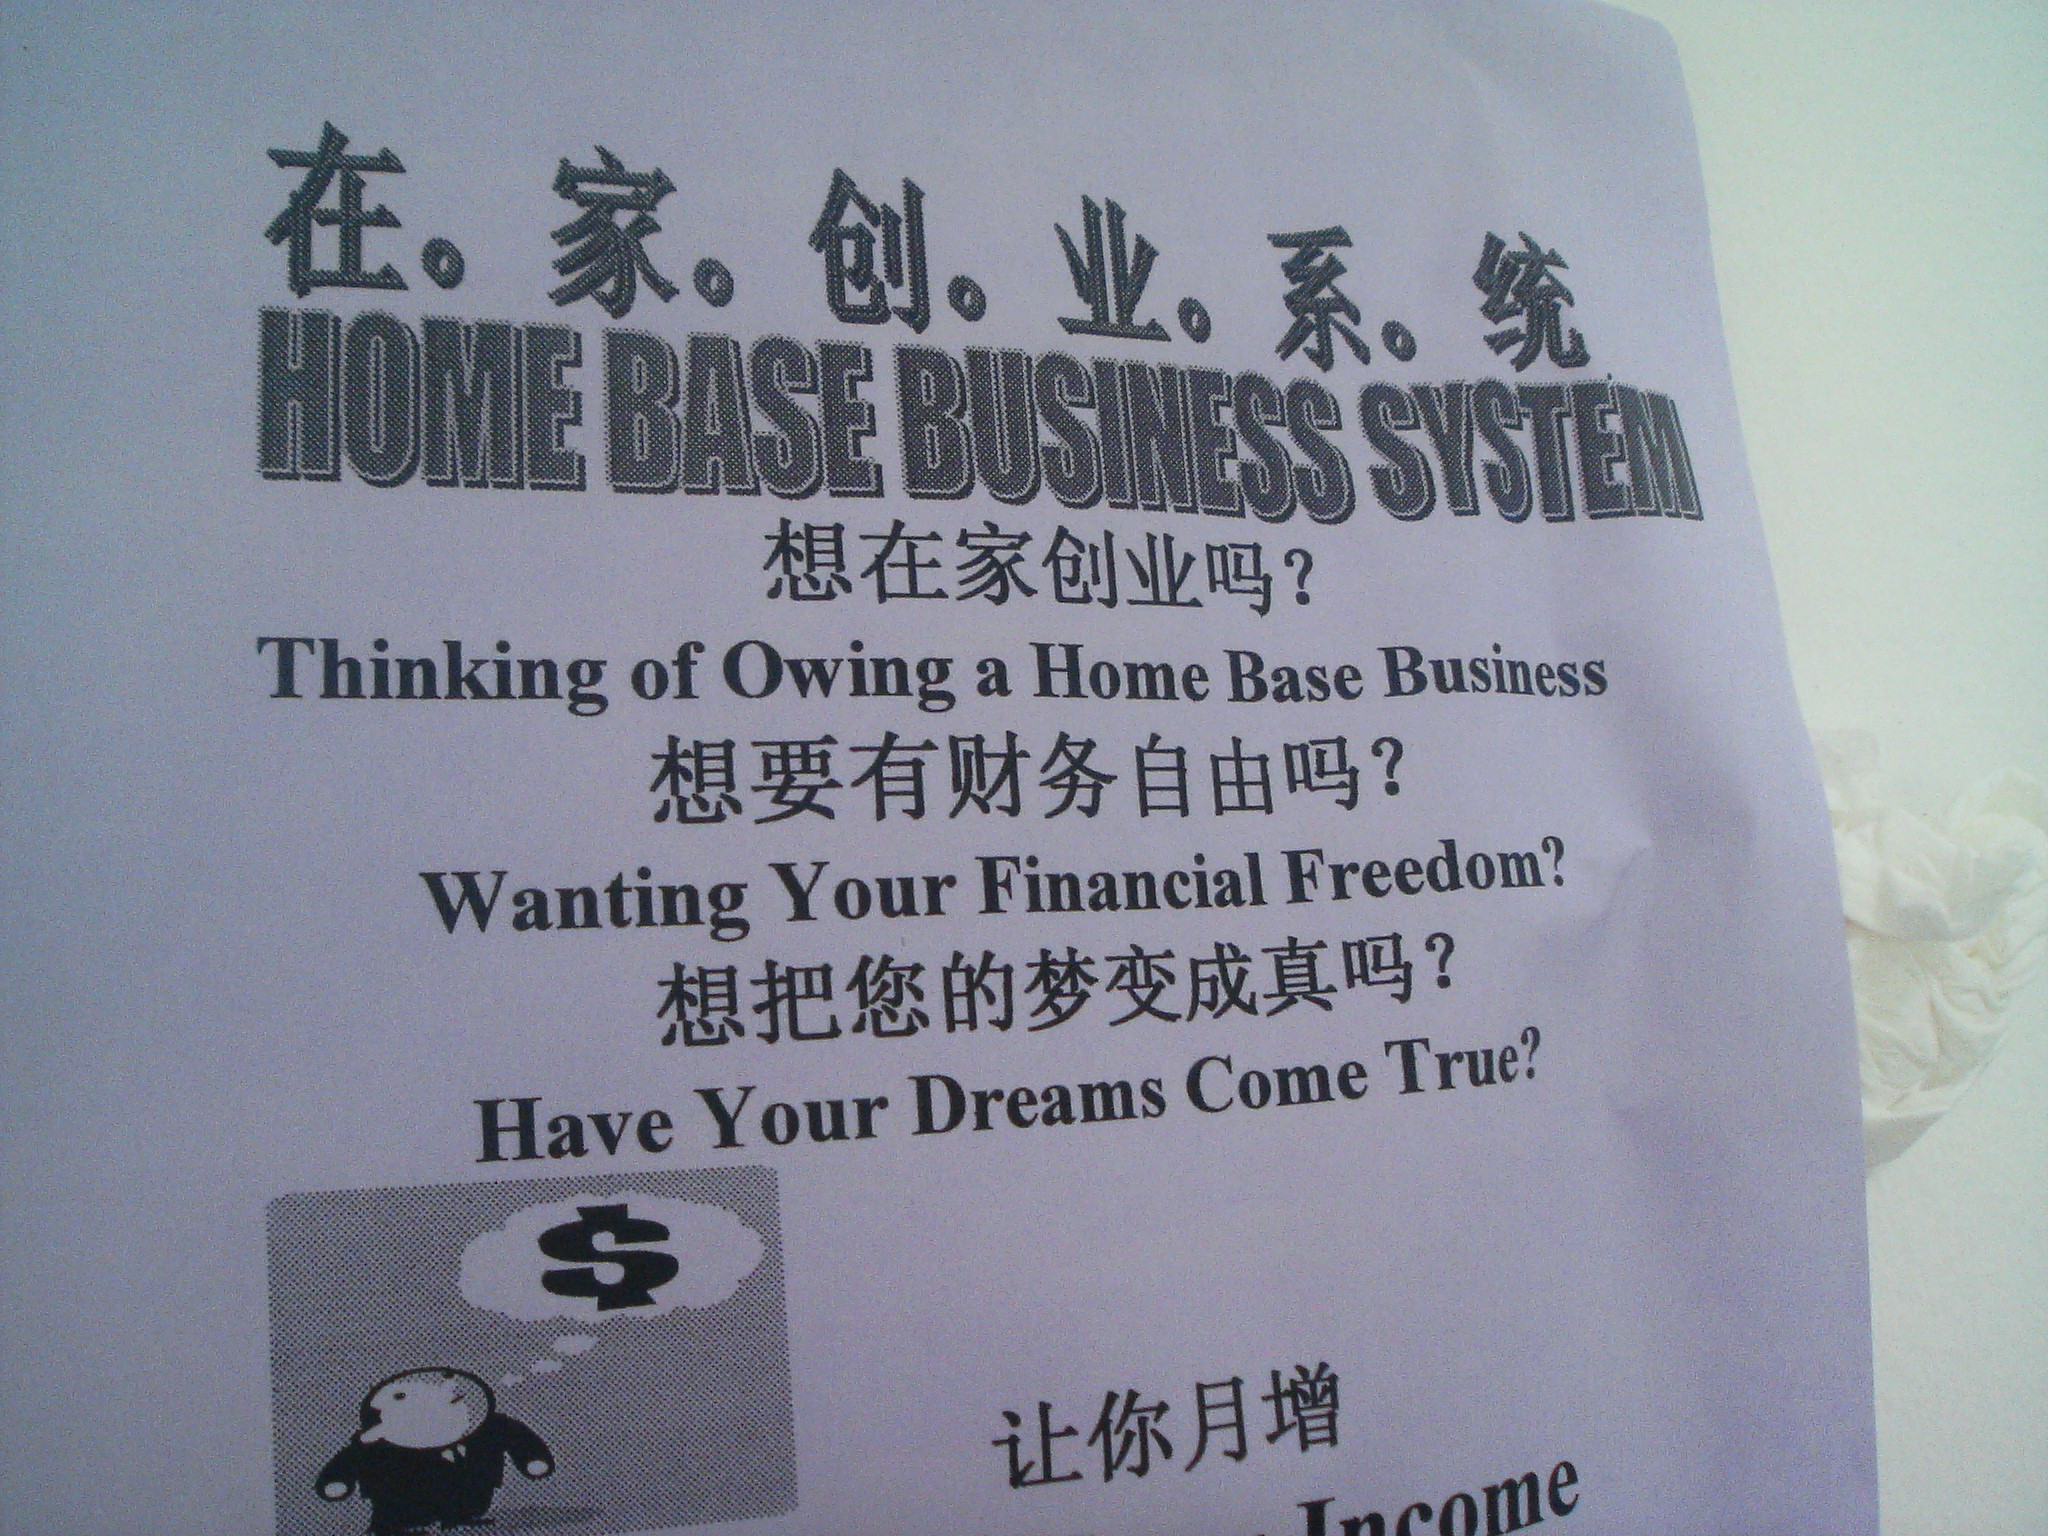 在。家。创。业。系。统
HOME BASE BUSINESS SYSTEM
想在家创业吗?
Thinking of Owing a Home Base Business
想要有财务自由吗?
Wanting Your Financial Freedom?
想把您的梦变成真吗?
Have Your Dreams Come True?
$
让你月增
Income